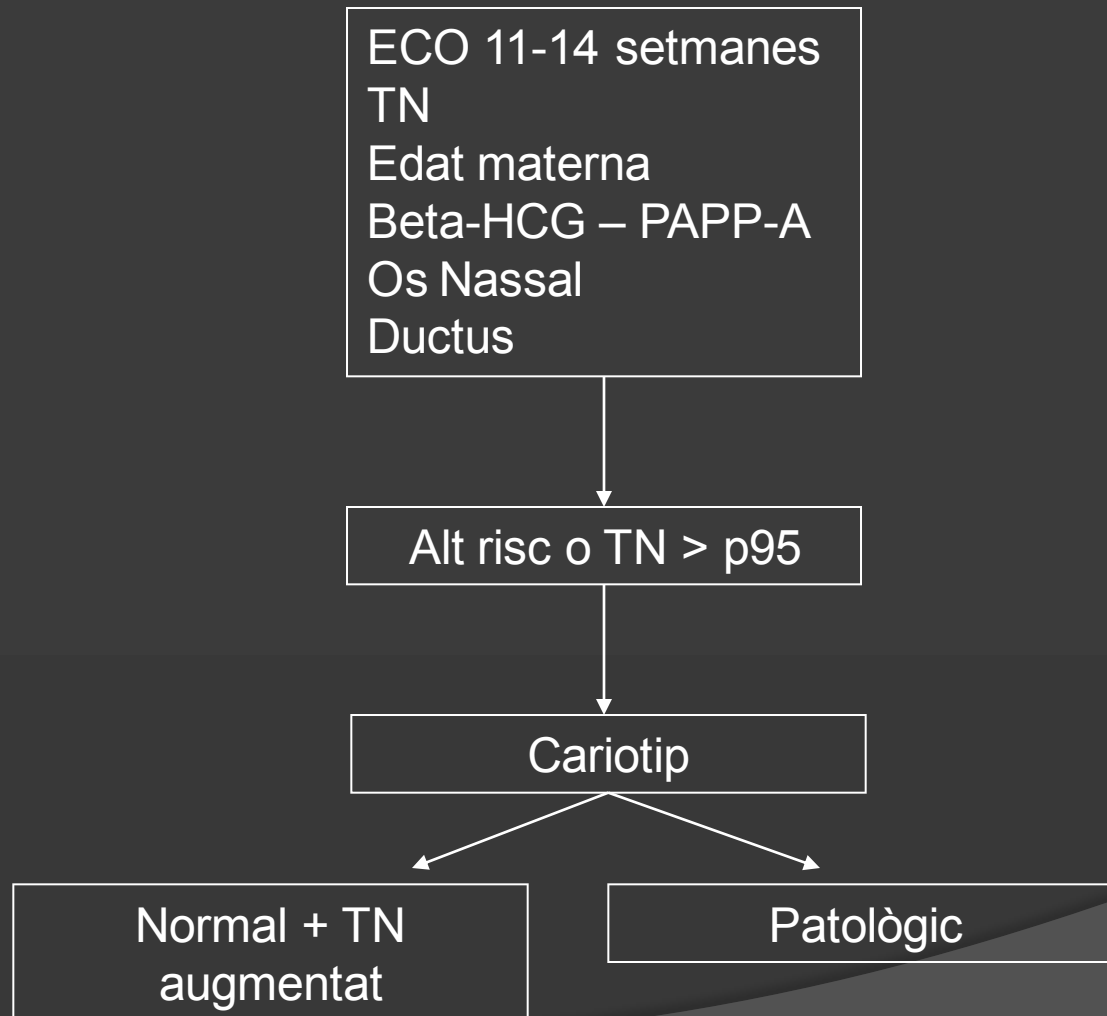 ECO 11-14 setmanes
TN
Edat materna
Beta-HCG – PAPP-A
Os Nassal
Ductus
Alt risc o TN > p95
Cariotip
Normal + TN
augmentat
Patològic